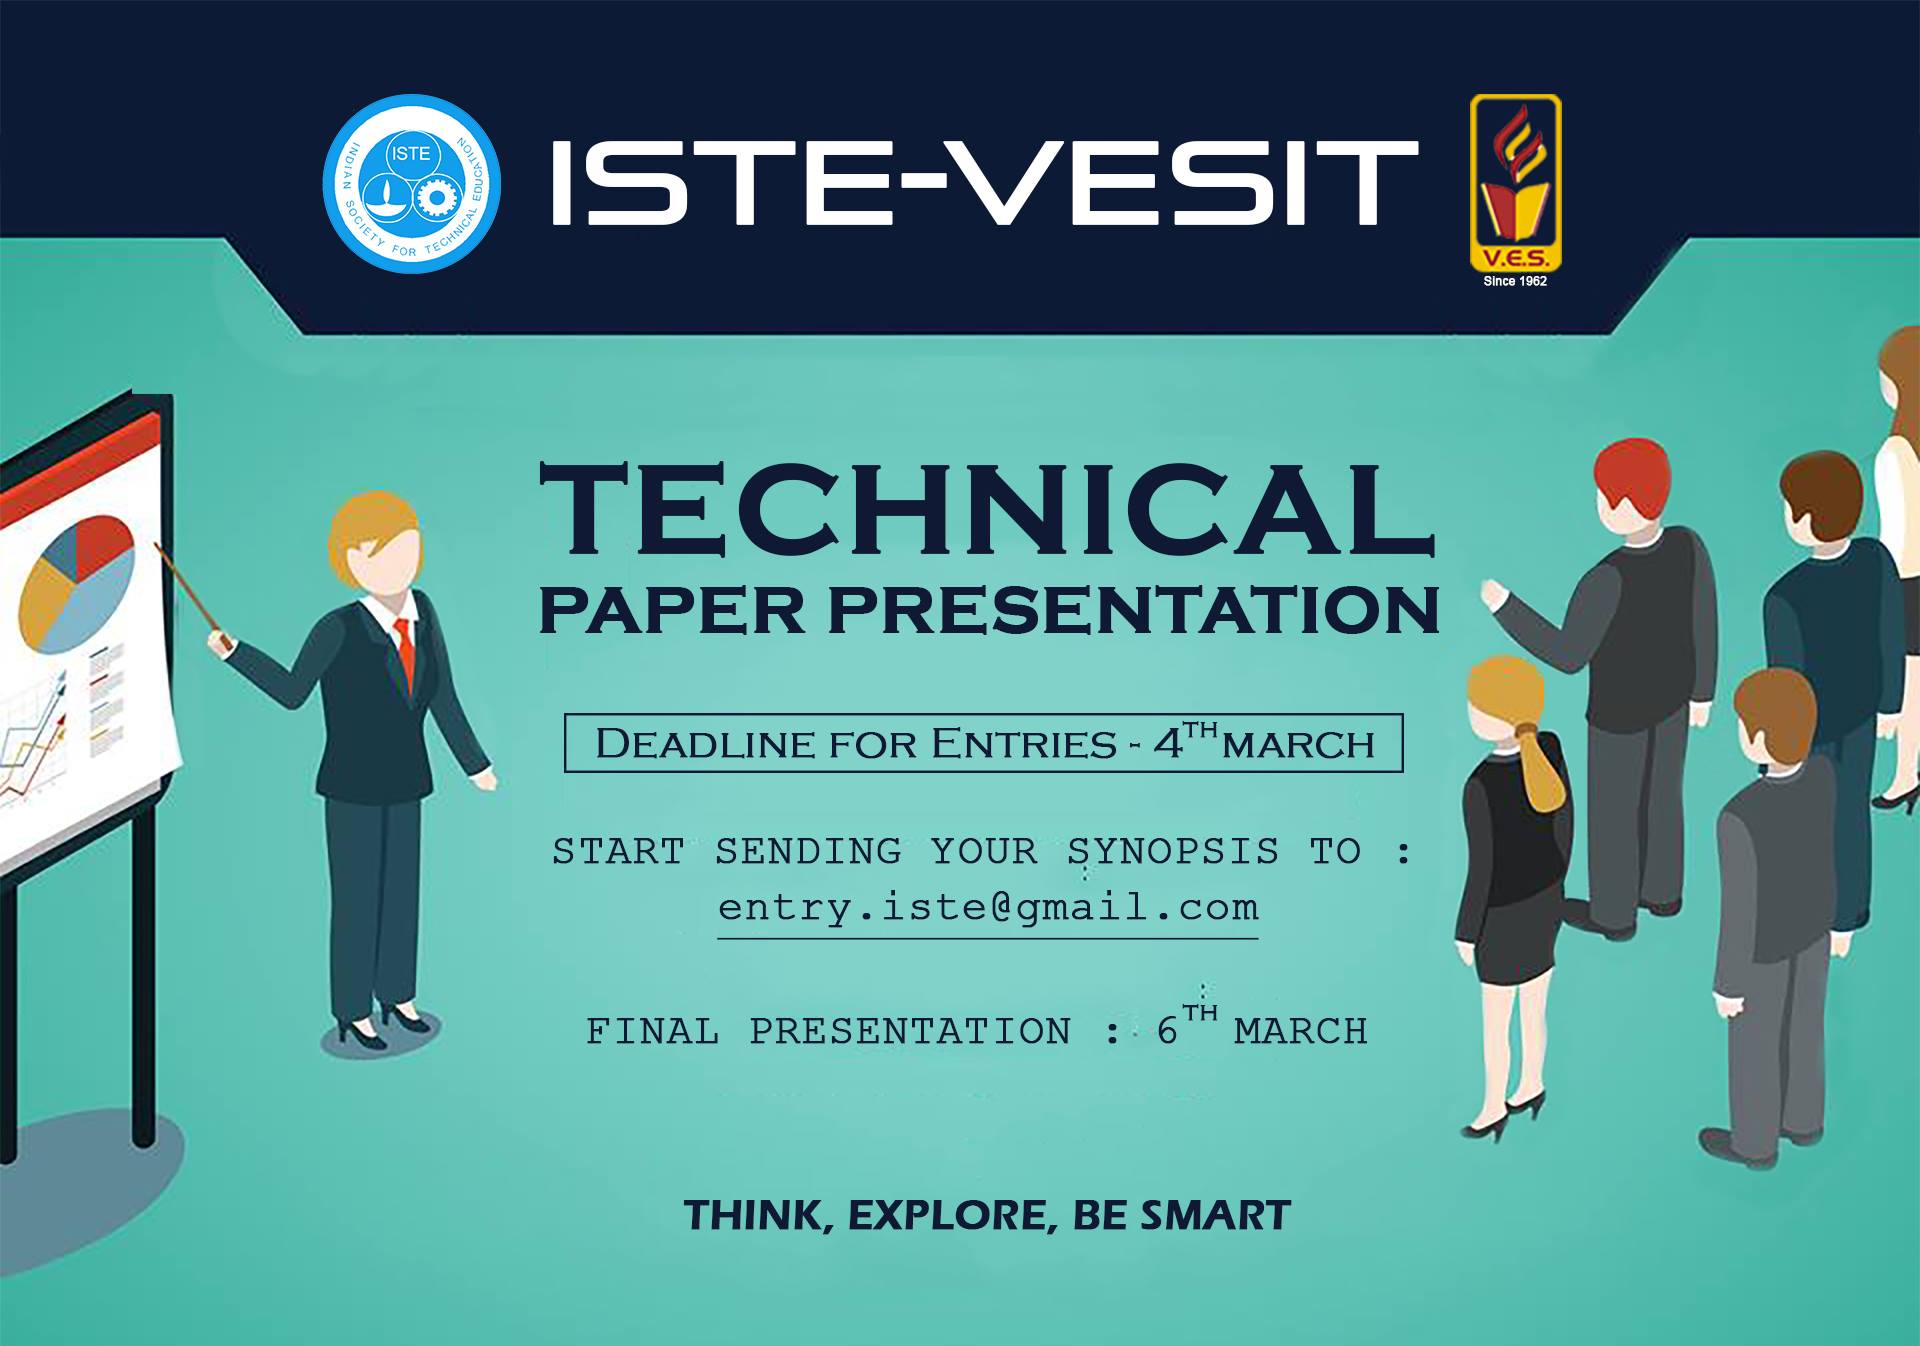 INDIAN SOCIETY FOR TECHNICAL EDUCATION
ISTE
ISTE-VESIT
V.E.S.
Since 1962
TECHNICAL
PAPER PRESENTATION
DEADLINE FOR ENTRIES - 4TH MARCH
START SENDING YOUR SYNOPSIS TO :
entry.iste@gmail.com
FINAL PRESENTATION : 6TH MARCH
THINK, EXPLORE, BE SMART